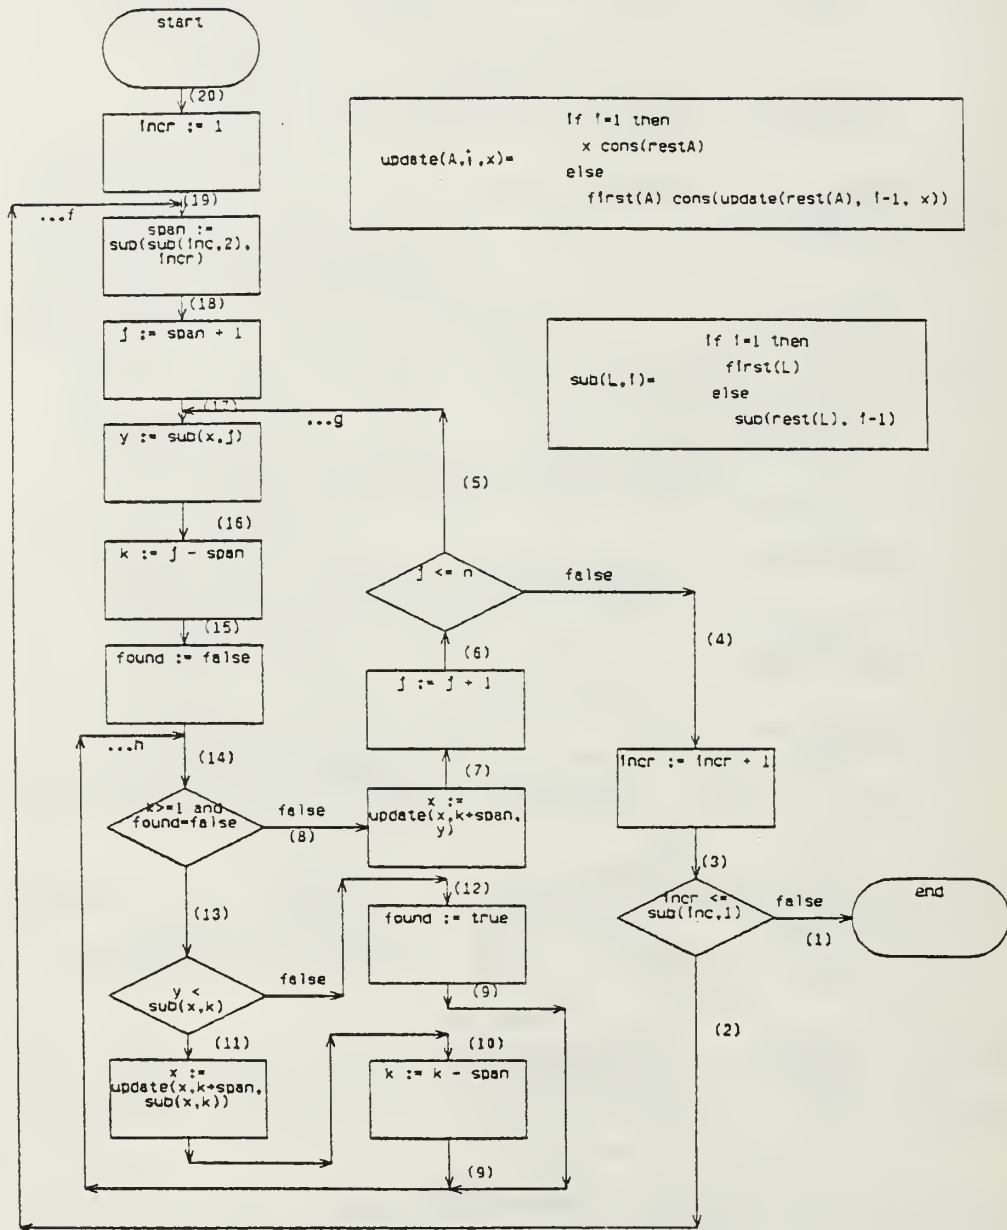 start
(20)
incr := 1
...f
(19)
span :=
sub(sub(inc,2),
incr)
(18)
j := span + 1
(17)
...g
y := sub(x,j)
(16)
k := j - span
(15)
found := false
...h
(14)
k>=1 and
found=false
false
(8)
(13)
y <
sub(x,k)
false
(11)
x :=
update(x,k+span,
sub(x,k))
if i=1 then
x cons(restA)
update(A,i,x)=
else
first(A) cons(update(rest(A), i-1, x))
if i=1 then
first(L)
sub(L,i)=
else
sub(rest(L), i-1)
(5)
j <= n
false
(4)
(6)
j := j + 1
(7)
x :=
update(x,k+span,
y)
(12)
found := true
(9)
(10)
k := k - span
(9)
incr := incr + 1
(3)
incr <=
sub(inc,1)
false
(1)
end
(2)